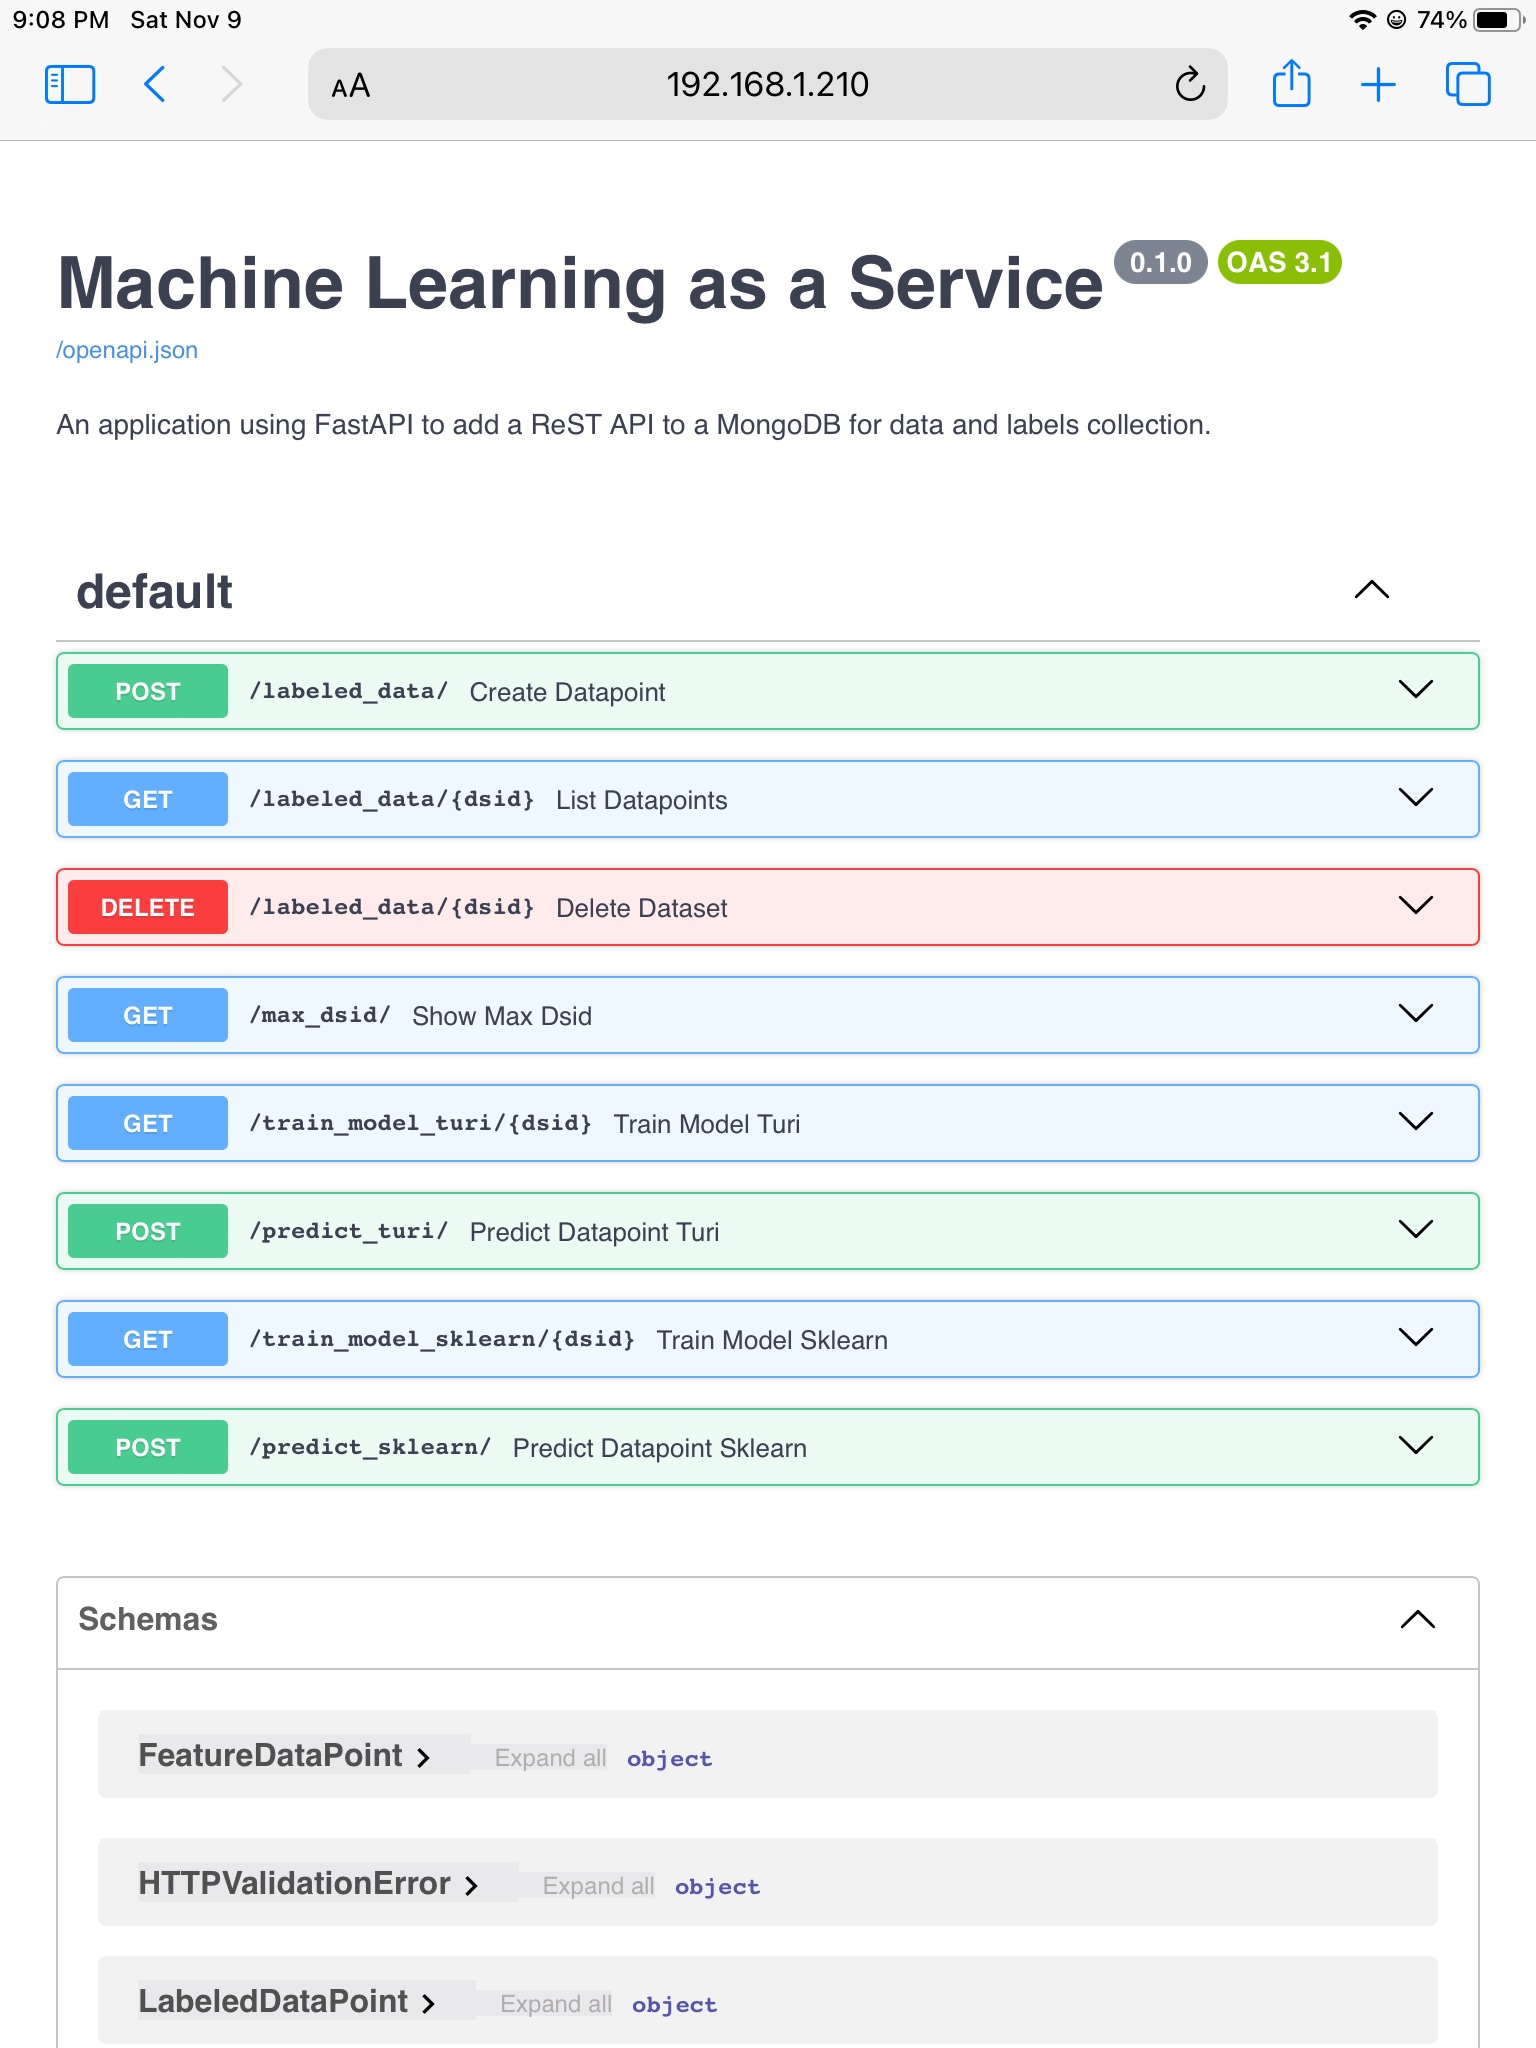 9:08 PM Sat Nov 9 74%
AA 192.168.1.210
Machine Learning as a Service 0.1.0 OAS 3.1
/openapi.json
An application using FastAPI to add a ReST API to a MongoDB for data and labels collection.
default
POST /labeled_data/ Create Datapoint
GET /labeled_data/{dsid} List Datapoints
DELETE /labeled_data/{dsid} Delete Dataset
GET /max_dsid/ Show Max Dsid
GET /train_model_turi/{dsid} Train Model Turi
POST /predict_turi/ Predict Datapoint Turi
GET /train_model_sklearn/{dsid} Train Model Sklearn
POST /predict_sklearn/ Predict Datapoint Sklearn
Schemas
FeatureDataPoint Expand all object
HTTPValidationError Expand all object
LabeledDataPoint Expand all object